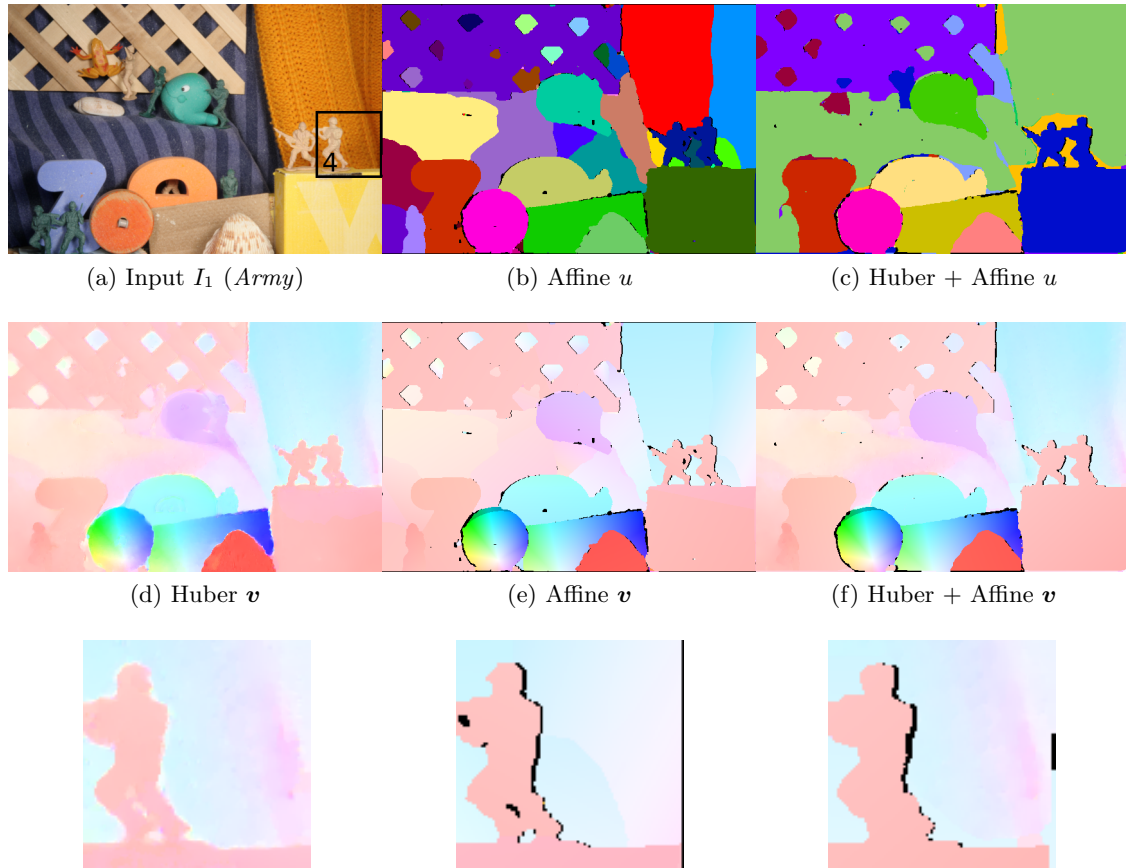 4
(a) Input I₁ (Army)
(b) Affine u
(c) Huber + Affine u
(d) Huber v
(e) Affine v
(f) Huber + Affine v